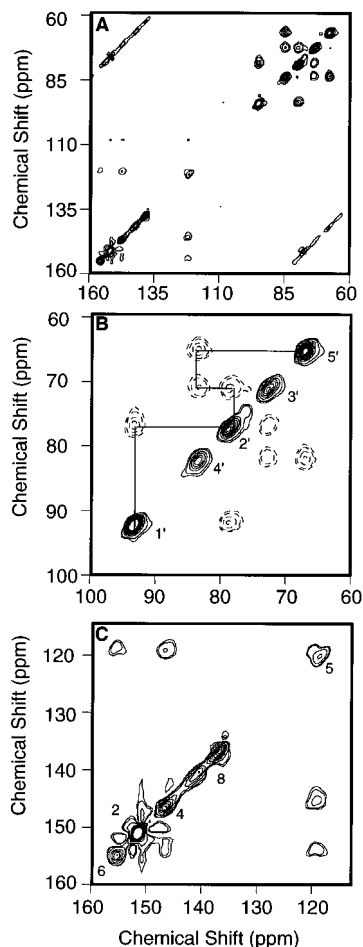 A
Chemical Shift (ppm)
60
85
110
135
160
160 135 110 85 60
B
Chemical Shift (ppm)
60
70
80
90
100
5'
3'
2'
4'
1'
100 90 80 70 60
C
Chemical Shift (ppm)
120
130
140
150
160
5
8
2
4
6
150 140 130 120
Chemical Shift (ppm)